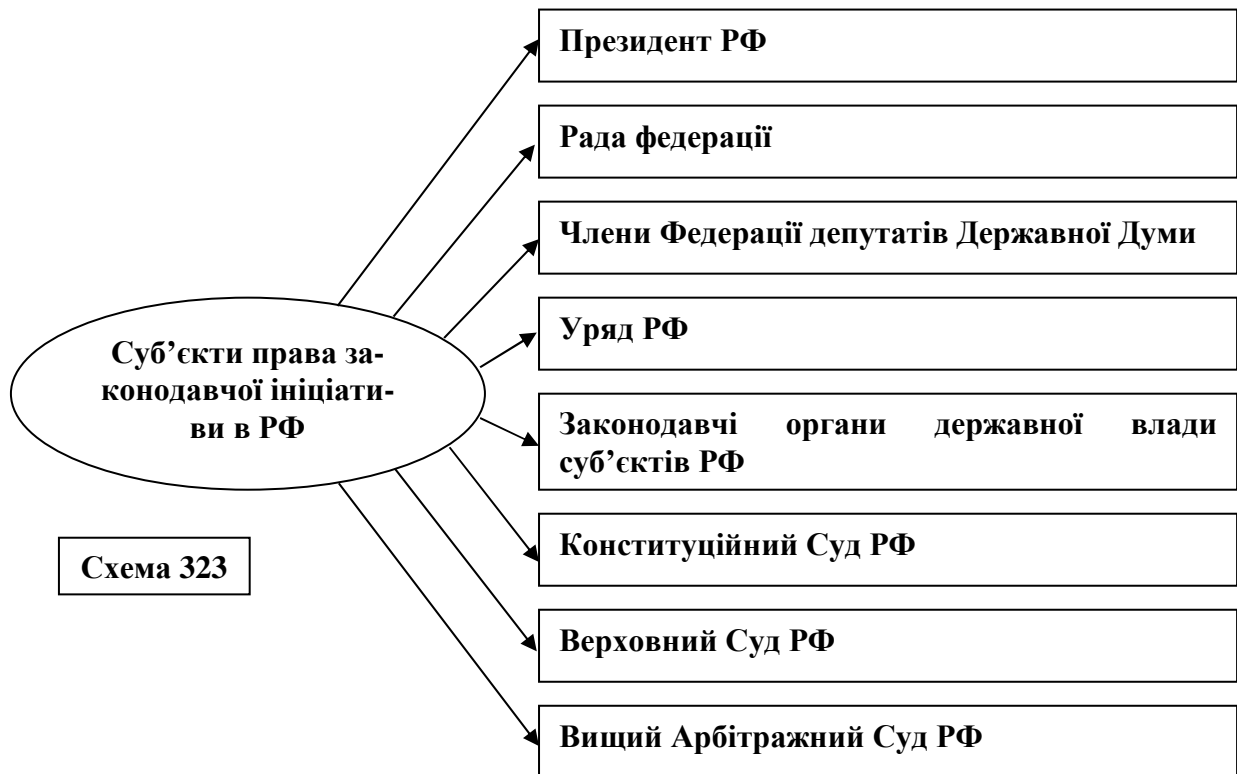 Президент РФ
Рада федерації
Члени Федерації депутатів Державної Думи
Уряд РФ
Суб’єкти права за-
конодавчої ініціати-
ви в РФ
Законодавчі органи державної влади
суб’єктів РФ
Конституційний Суд РФ
Схема 323
Верховний Суд РФ
Вищий Арбітражний Суд РФ